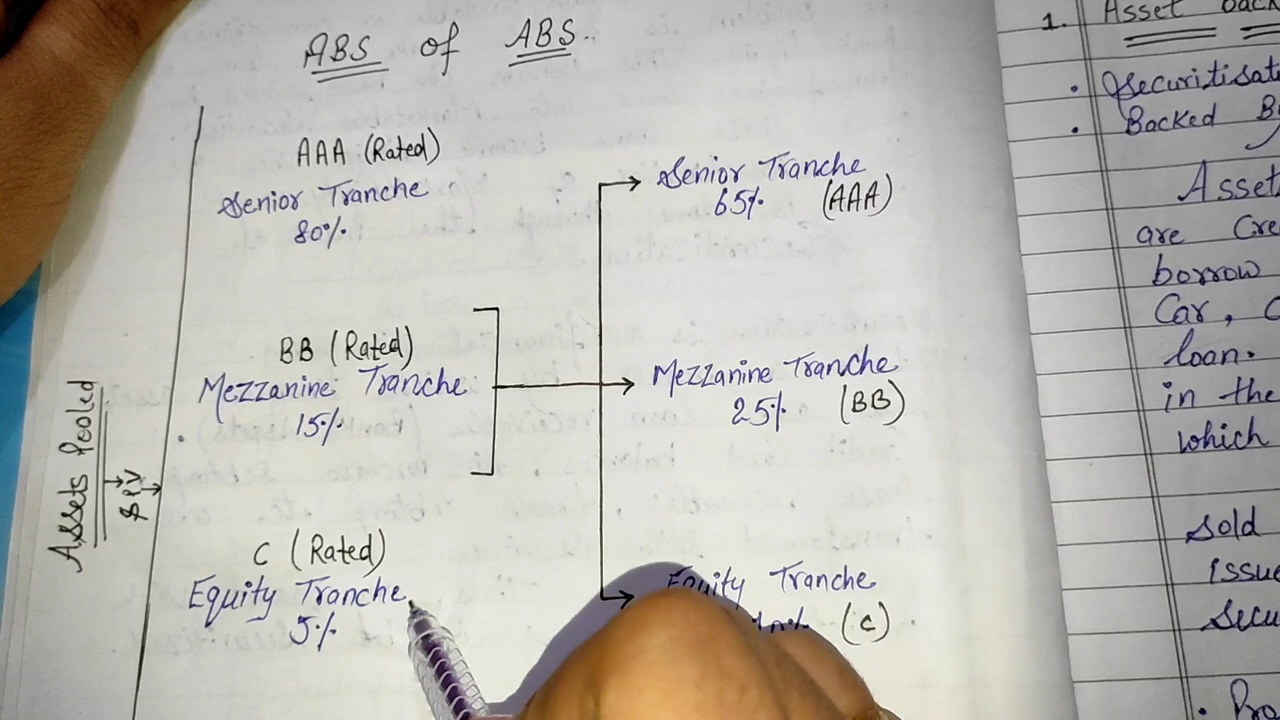 ABS of ABS.
AAA (Rated)
Senior Tranche
80%
BB (Rated)
Mezzanine Tranche
15%
C (Rated)
Equity Tranche
5%
Assets Pooled
SPV
Senior Tranche
65% (AAA)
Mezzanine Tranche
25% (BB)
Equity Tranche
(C)
1. Asset
Securitisat
Backed
Asset
are Cre
borrow
Car, C
loan.
in the
which
Sold
issue
Secu